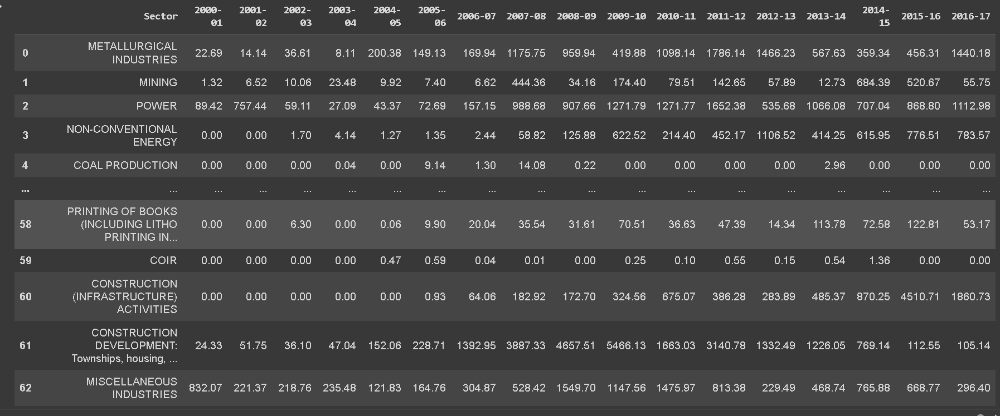 Sector 2000-01 2001-02 2002-03 2003-04 2004-05 2005-06 2006-07 2007-08 2008-09 2009-10 2010-11 2011-12 2012-13 2013-14 2014-15 2015-16 2016-17
0 METALLURGICAL INDUSTRIES 22.69 14.14 36.61 8.11 200.38 149.13 169.94 1175.75 959.94 419.88 1098.14 1786.14 1466.23 567.63 359.34 456.31 1440.18
1 MINING 1.32 6.52 10.06 23.48 9.92 7.40 6.62 444.36 34.16 174.40 79.51 142.65 57.89 12.73 684.39 520.67 55.75
2 POWER 89.42 757.44 59.11 27.09 43.37 72.69 157.15 988.68 907.66 1271.79 1271.77 1652.38 535.68 1066.08 707.04 868.80 1112.98
3 NON-CONVENTIONAL ENERGY 0.00 0.00 1.70 4.14 1.27 1.35 2.44 58.82 125.88 622.52 214.40 452.17 1106.52 414.25 615.95 776.51 783.57
4 COAL PRODUCTION 0.00 0.00 0.00 0.04 0.00 9.14 1.30 14.08 0.22 0.00 0.00 0.00 0.00 2.96 0.00 0.00 0.00
... ... ... ... ... ... ... ... ... ... ... ... ... ... ... ... ... ... ...
58 PRINTING OF BOOKS (INCLUDING LITHO PRINTING IN... 0.00 0.00 6.30 0.00 0.06 9.90 20.04 35.54 31.61 70.51 36.63 47.39 14.34 113.78 72.58 122.81 53.17
59 COIR 0.00 0.00 0.00 0.00 0.47 0.59 0.04 0.01 0.00 0.25 0.10 0.55 0.15 0.54 1.36 0.00 0.00
60 CONSTRUCTION (INFRASTRUCTURE) ACTIVITIES 0.00 0.00 0.00 0.00 0.00 0.93 64.06 182.92 172.70 324.56 675.07 386.28 283.89 485.37 870.25 4510.71 1860.73
61 CONSTRUCTION DEVELOPMENT: Townships, housing, ... 24.33 51.75 36.10 47.04 152.06 228.71 1392.95 3887.33 4657.51 5466.13 1663.03 3140.78 1332.49 1226.05 769.14 112.55 105.14
62 MISCELLANEOUS INDUSTRIES 832.07 221.37 218.76 235.48 121.83 164.76 304.87 528.42 1549.70 1147.56 1475.97 813.38 229.49 468.74 765.88 668.77 296.40